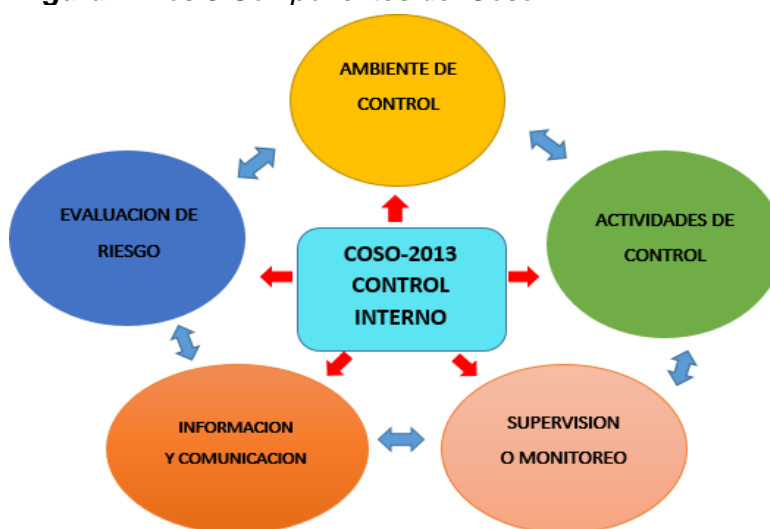 AMBIENTE DE
CONTROL
EVALUACION DE
RIESGO
ACTIVIDADES DE
CONTROL
COSO-2013
CONTROL
INTERNO
INFORMACION
Y COMUNICACION
SUPERVISION
O MONITOREO